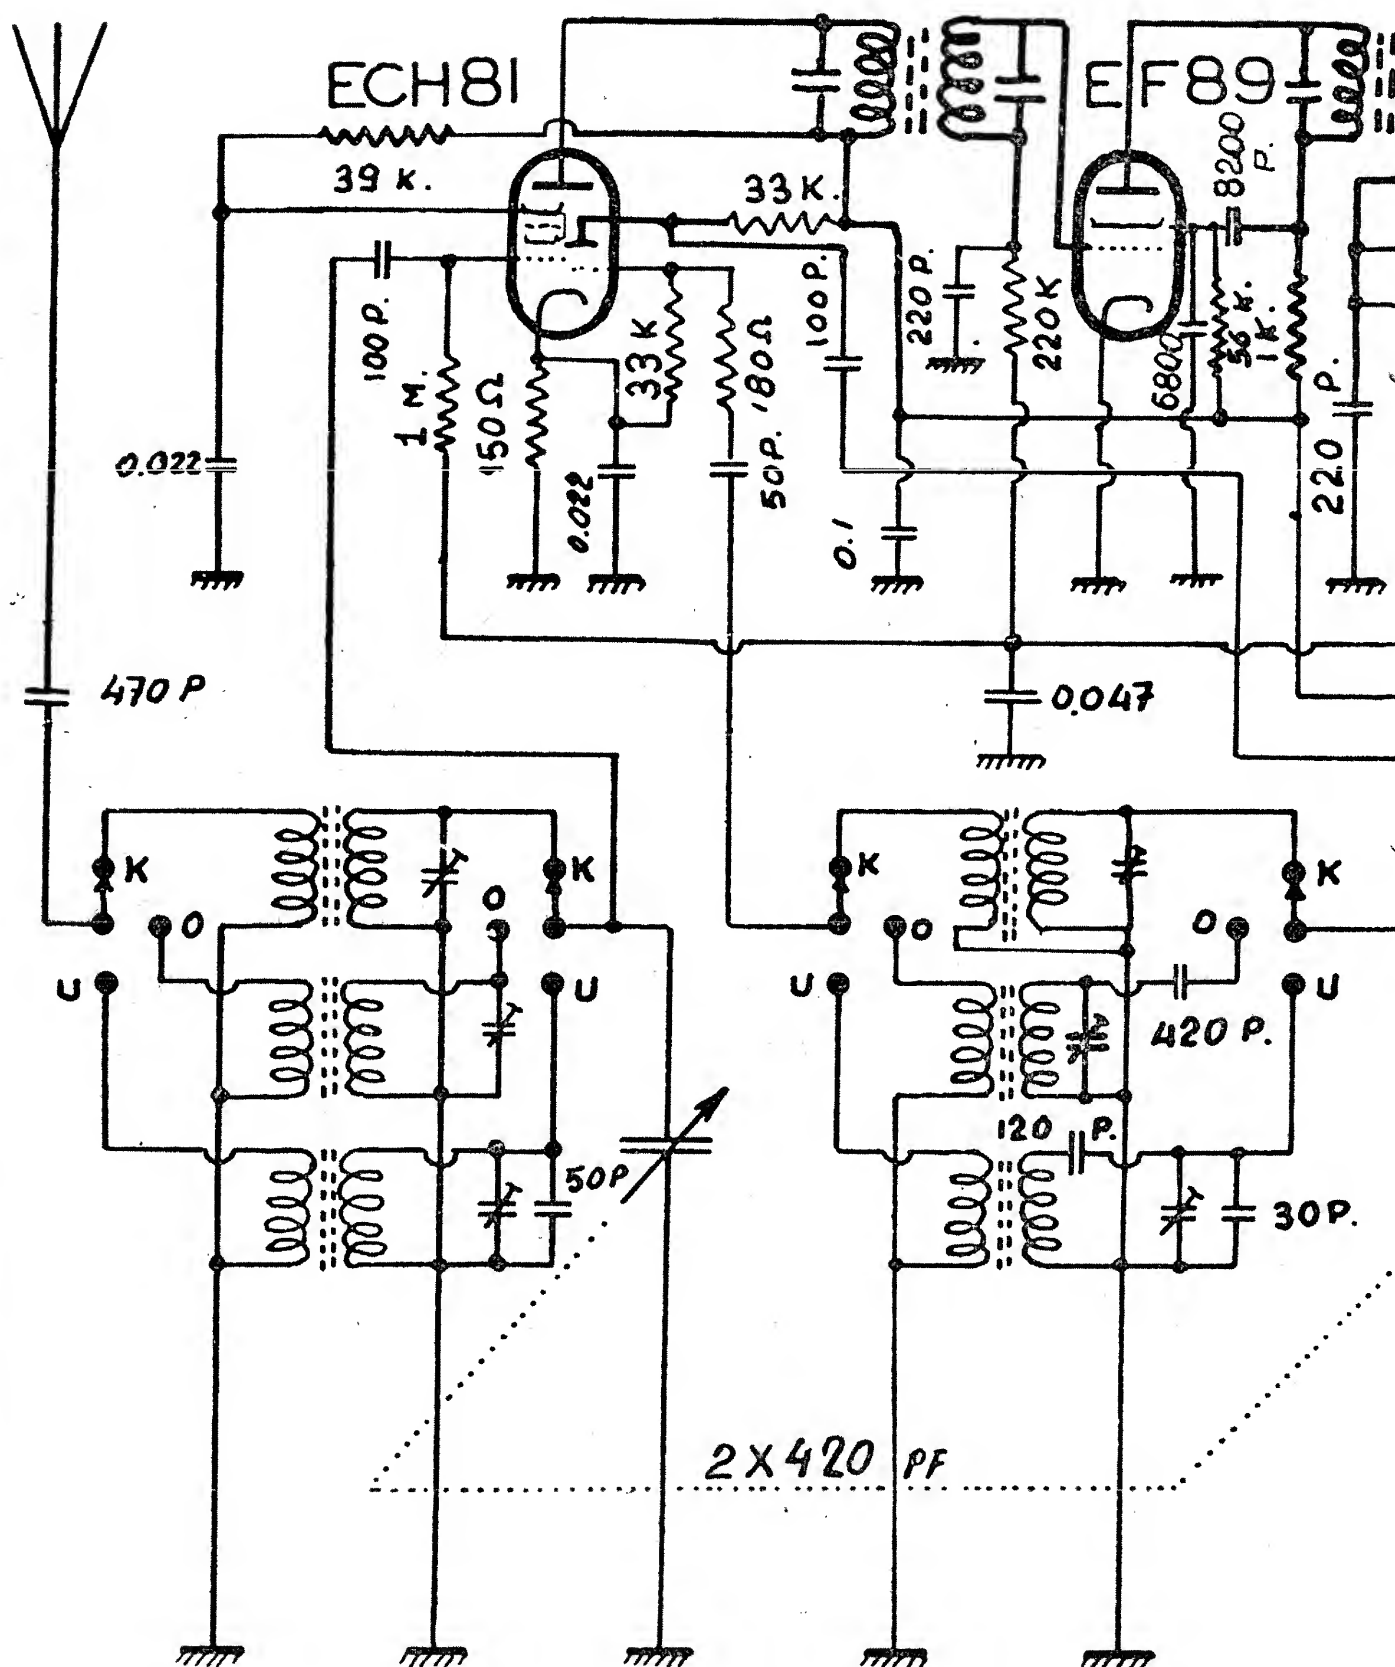 ECH81
EF89
39 K.
33 K.
8200 P.
100 P.
1 M.
150 Ω
33 K
180 Ω
100 P.
220 P.
220 K
6800
56 K.
1 K.
220 P.
0.022
0.022
50 P.
0.1
470 P
0.047
K
K
K
K
O
O
O
O
U
U
U
U
420 P.
120 P.
50 P
30 P.
2 X 420 PF